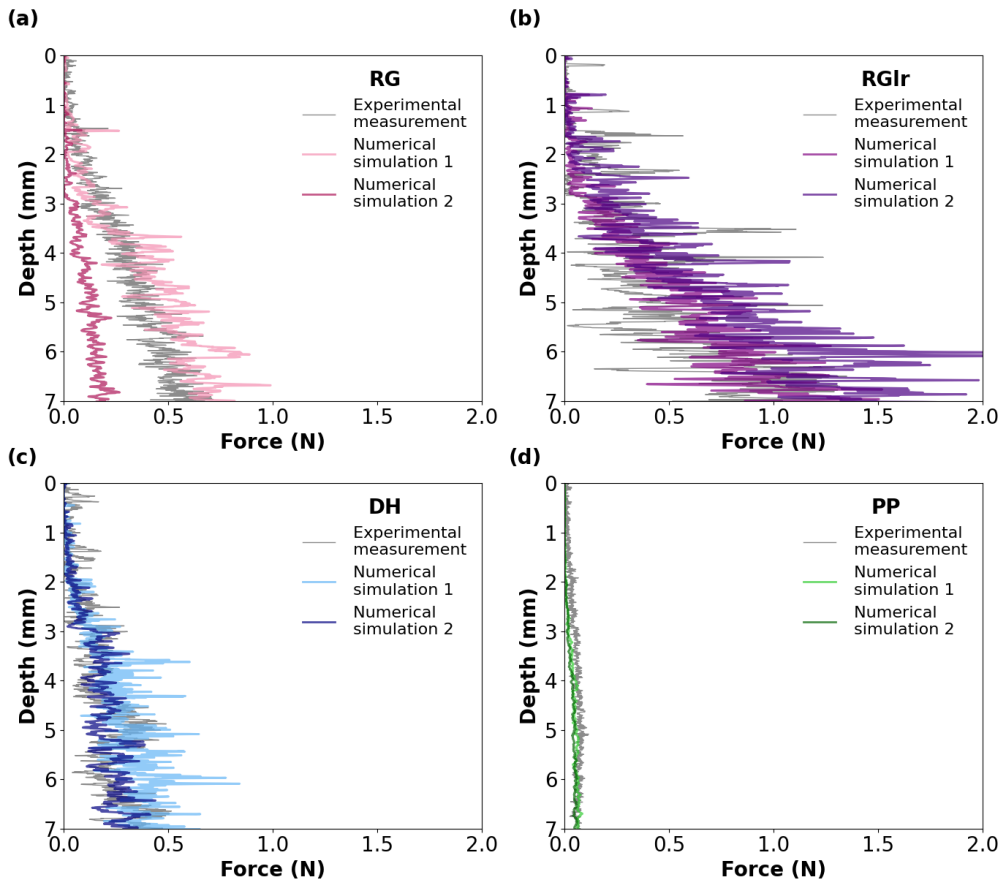 (a)
RG
Experimental
measurement
Numerical
simulation 1
Numerical
simulation 2
Depth (mm)
0
1
2
3
4
5
6
7
0.0 0.5 1.0 1.5 2.0
Force (N)
(b)
RGlr
Experimental
measurement
Numerical
simulation 1
Numerical
simulation 2
Depth (mm)
0
1
2
3
4
5
6
7
0.0 0.5 1.0 1.5 2.0
Force (N)
(c)
DH
Experimental
measurement
Numerical
simulation 1
Numerical
simulation 2
Depth (mm)
0
1
2
3
4
5
6
7
0.0 0.5 1.0 1.5 2.0
Force (N)
(d)
PP
Experimental
measurement
Numerical
simulation 1
Numerical
simulation 2
Depth (mm)
0
1
2
3
4
5
6
7
0.0 0.5 1.0 1.5 2.0
Force (N)